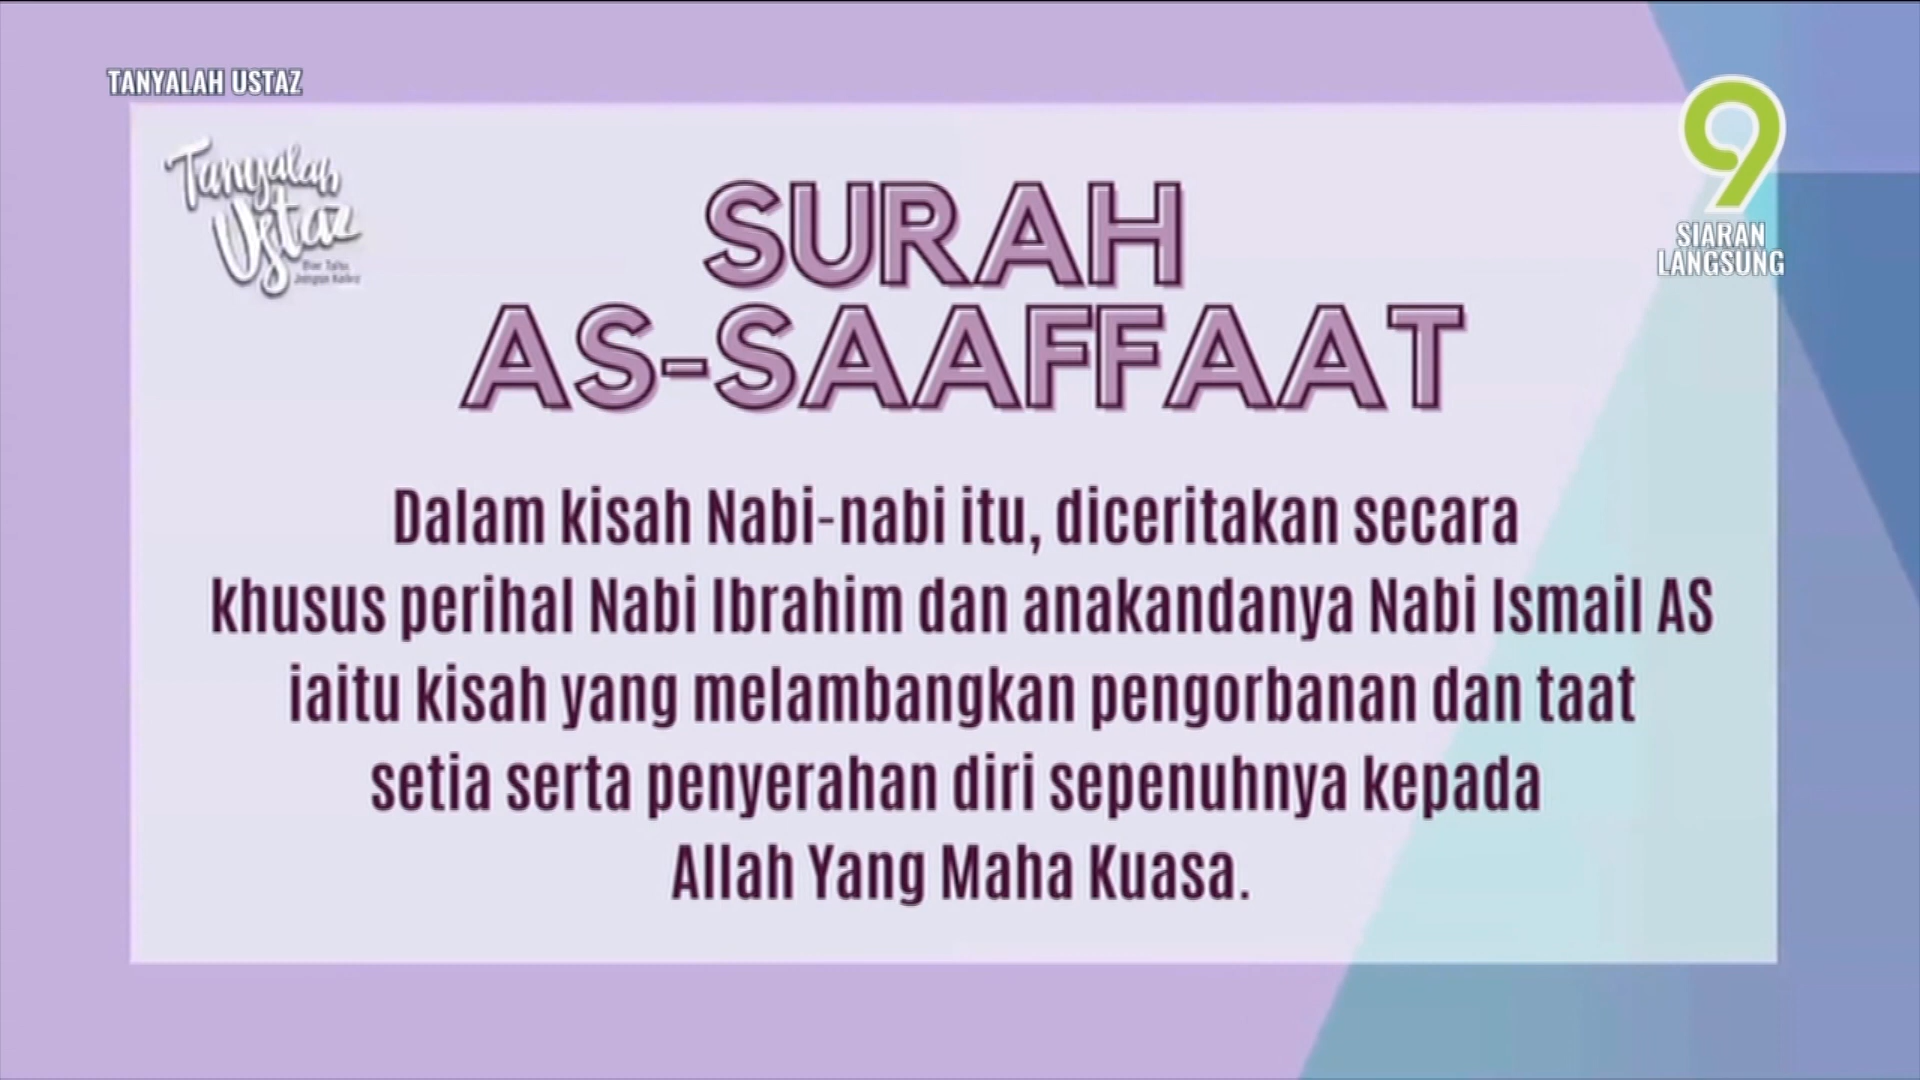 TANYALAH USTAZ
9
SIARAN
LANGSUNG
Tanyalah
Ustaz
SURAH
AS-SAAFFAAT
Dalam kisah Nabi-nabi itu, diceritakan secara
khusus perihal Nabi Ibrahim dan anakandanya Nabi Ismail AS
iaitu kisah yang melambangkan pengorbanan dan taat
setia serta penyerahan diri sepenuhnya kepada
Allah Yang Maha Kuasa.